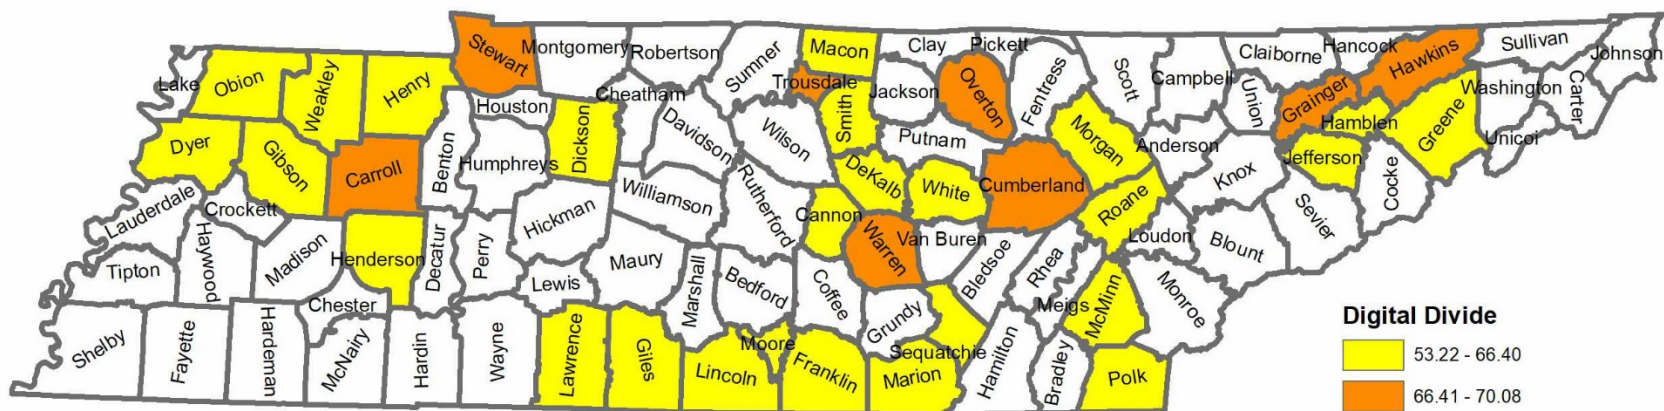 Stewart
Montgomery
Robertson
Sumner
Macon
Clay
Pickett
Scott
Campbell
Claiborne
Hancock
Hawkins
Sullivan
Johnson
Lake
Obion
Weakley
Henry
Houston
Cheatham
Trousdale
Jackson
Overton
Fentress
Union
Grainger
Washington
Carter
Dyer
Gibson
Carroll
Benton
Humphreys
Dickson
Davidson
Wilson
Smith
Putnam
Morgan
Anderson
Hamblen
Greene
Unicoi
Lauderdale
Crockett
Williamson
Rutherford
DeKalb
White
Cumberland
Roane
Knox
Jefferson
Cocke
Haywood
Madison
Henderson
Decatur
Perry
Hickman
Cannon
Warren
Van Buren
Bledsoe
Rhea
Loudon
Blount
Sevier
Tipton
Chester
Lewis
Maury
Marshall
Bedford
Coffee
Grundy
Meigs
McMinn
Monroe
Shelby
Fayette
Hardeman
McNairy
Hardin
Wayne
Lawrence
Giles
Lincoln
Moore
Franklin
Sequatchie
Marion
Hamilton
Bradley
Polk
Digital Divide
53.22 - 66.40
66.41 - 70.08